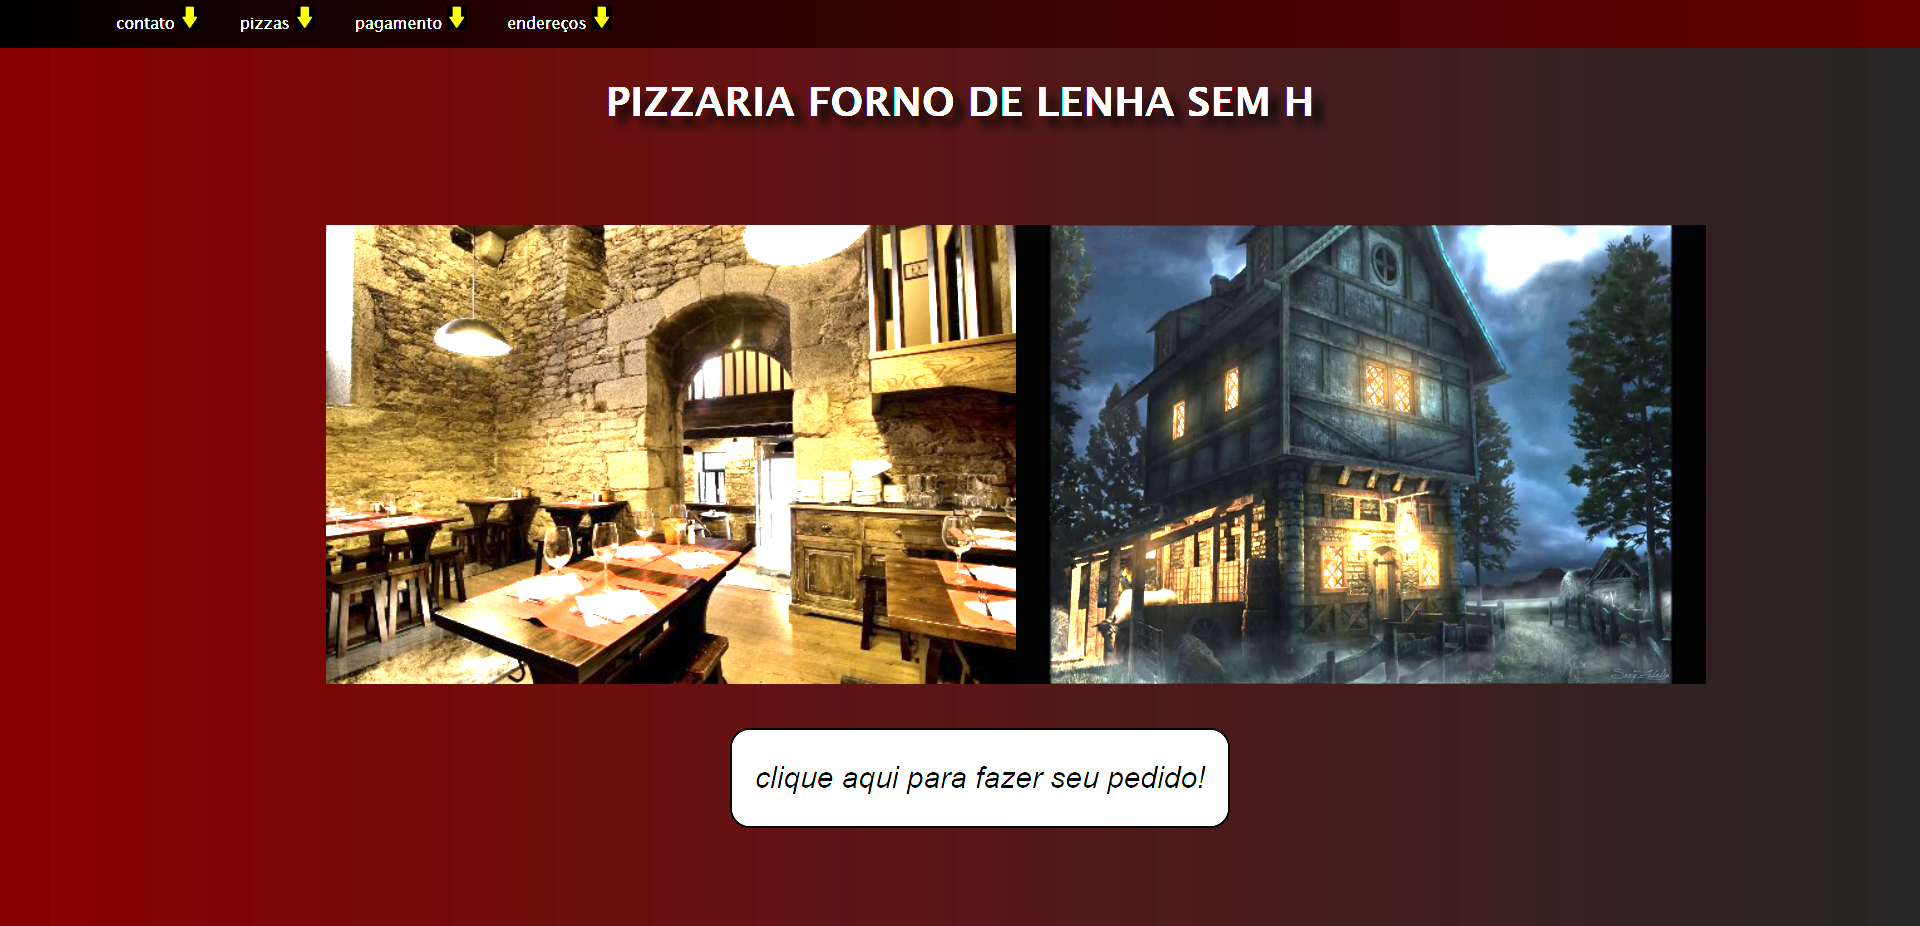 contato
pizzas
pagamento
endereços
PIZZARIA FORNO DE LENHA SEM H
clique aqui para fazer seu pedido!